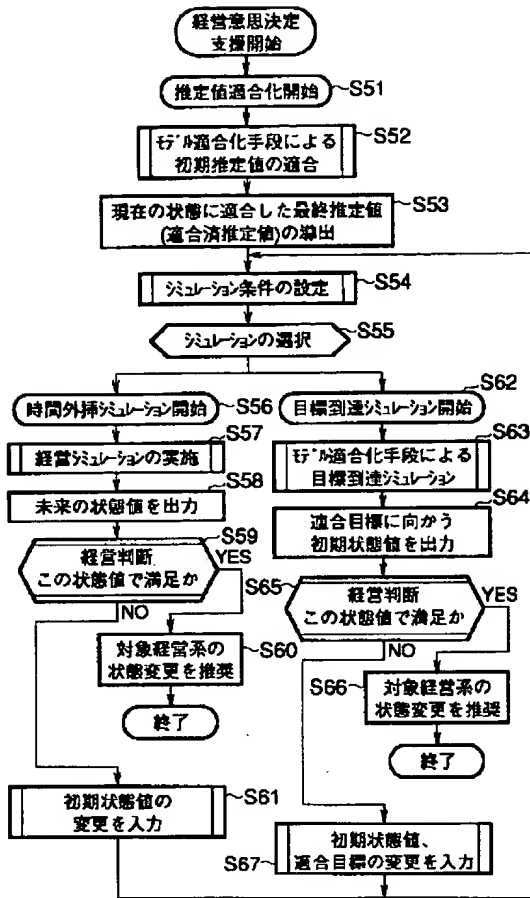 経営意思決定
支援開始
推定値適合化開始
S51
モデル適合化手段による
初期推定値の適合
S52
現在の状態に適合した最終推定値
(適合済推定値)の導出
S53
シミュレーション条件の設定
S54
シミュレーションの選択
S55
時間外挿シミュレーション開始
S56
経営シミュレーションの実施
S57
未来の状態値を出力
S58
経営判断
この状態値で満足か
S59
YES
NO
対象経営系の
状態変更を推奨
S60
終了
初期状態値の
変更を入力
S61
目標到達シミュレーション開始
S62
モデル適合化手段による
目標到達シミュレーション
S63
適合目標に向かう
初期状態値を出力
S64
経営判断
この状態値で満足か
S65
YES
NO
対象経営系の
状態変更を推奨
S66
終了
初期状態値、
適合目標の変更を入力
S67